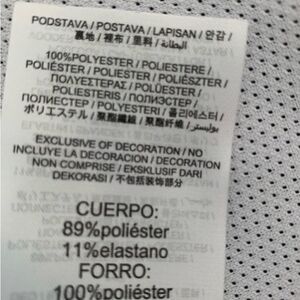 PODSTAVA / POSTAVA / LAPISAN / 안감 /
裏地 / 裡布 / 里料 / البطانة /
100%POLYESTER / POLIESTERE /
POLIÉSTER / POLIESTER / POLIÉSZTER /
ΠΟΛΥΕΣΤΕΡΑΣ / POLÜESTER /
POLIESTERIS / ПОЛИЭСТЕР /
ПОЛИЕСТЕР / POLYESTERI / 폴리에스터 /
ポリエステル / 聚酯纖維 / 聚酯纤维 / بوليستر /
EXCLUSIVE OF DECORATION / NO
INCLUYE LA DECORACION / DECORATION
NON COMPRISE / EKSKLUSIF DARI
DEKORASI / 不包括装饰部分
CUERPO:
89%poliéster
11%elastano
FORRO:
100%poliéster